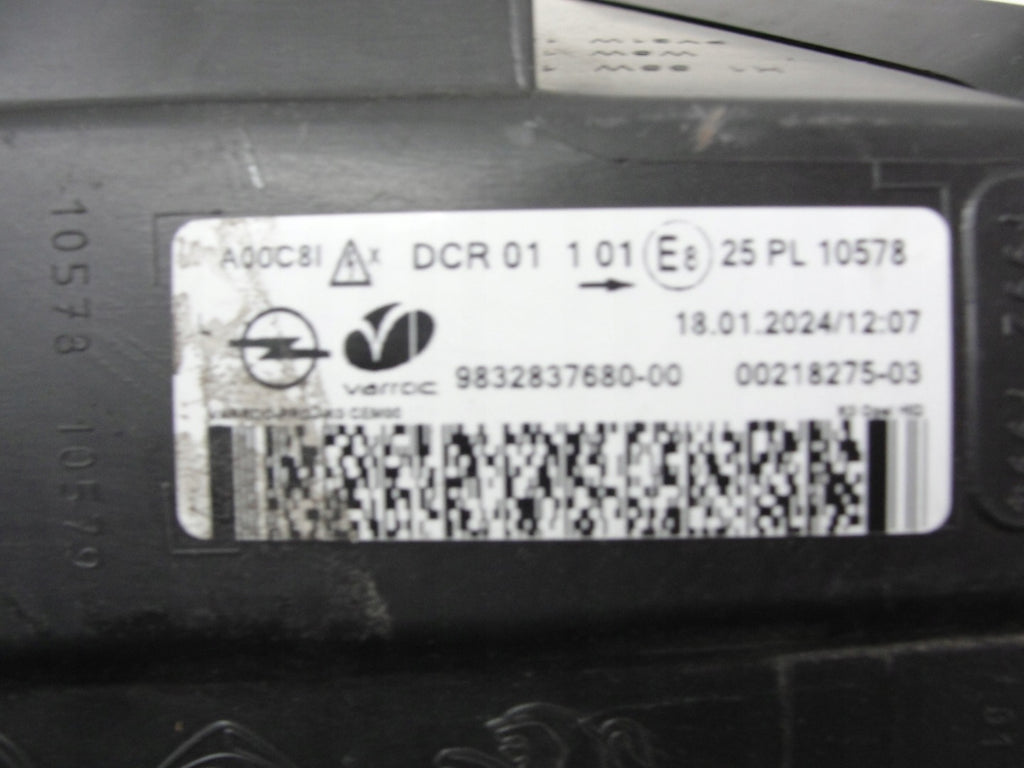 A00C8I X DCR 01 1 01 E8 25 PL 10578
18.01.2024/12:07
varroc 9832837680-00 00218275-03
10578 10579